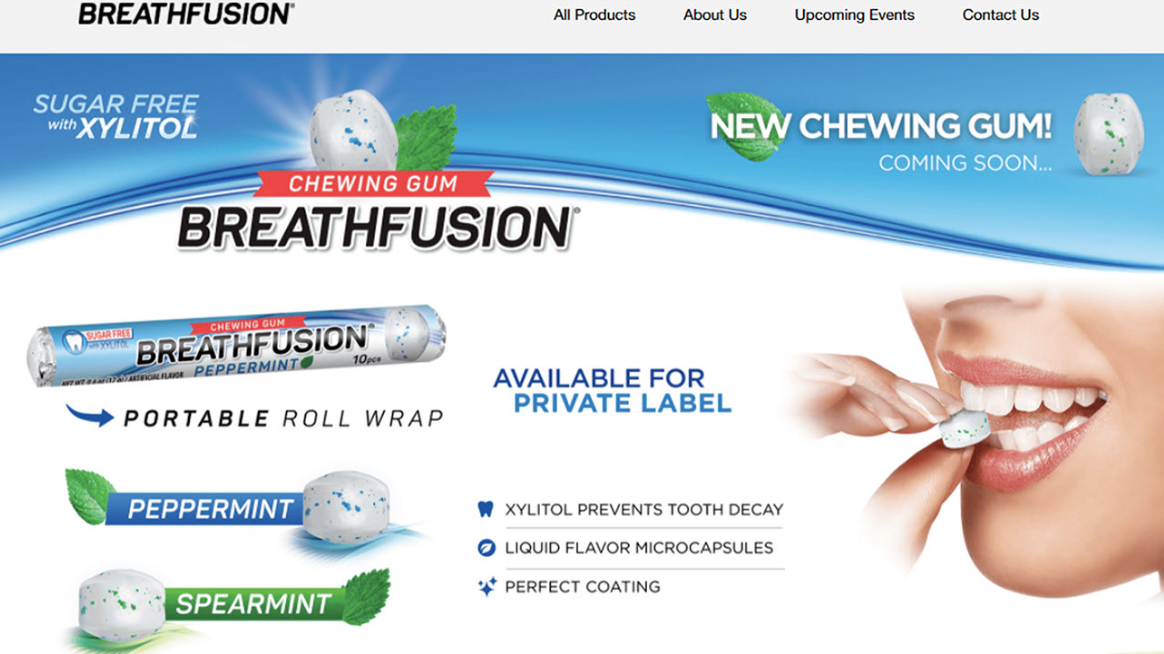 BREATHFUSION®
All Products
About Us
Upcoming Events
Contact Us
SUGAR FREE
with XYLITOL
NEW CHEWING GUM!
COMING SOON...
CHEWING GUM
BREATHFUSION®
SUGAR FREE
with XYLITOL
CHEWING GUM
BREATHFUSION®
PEPPERMINT
10pcs
NET WT. ARTIFICIAL FLAVOR
PORTABLE ROLL WRAP
AVAILABLE FOR
PRIVATE LABEL
PEPPERMINT
SPEARMINT
XYLITOL PREVENTS TOOTH DECAY
LIQUID FLAVOR MICROCAPSULES
PERFECT COATING